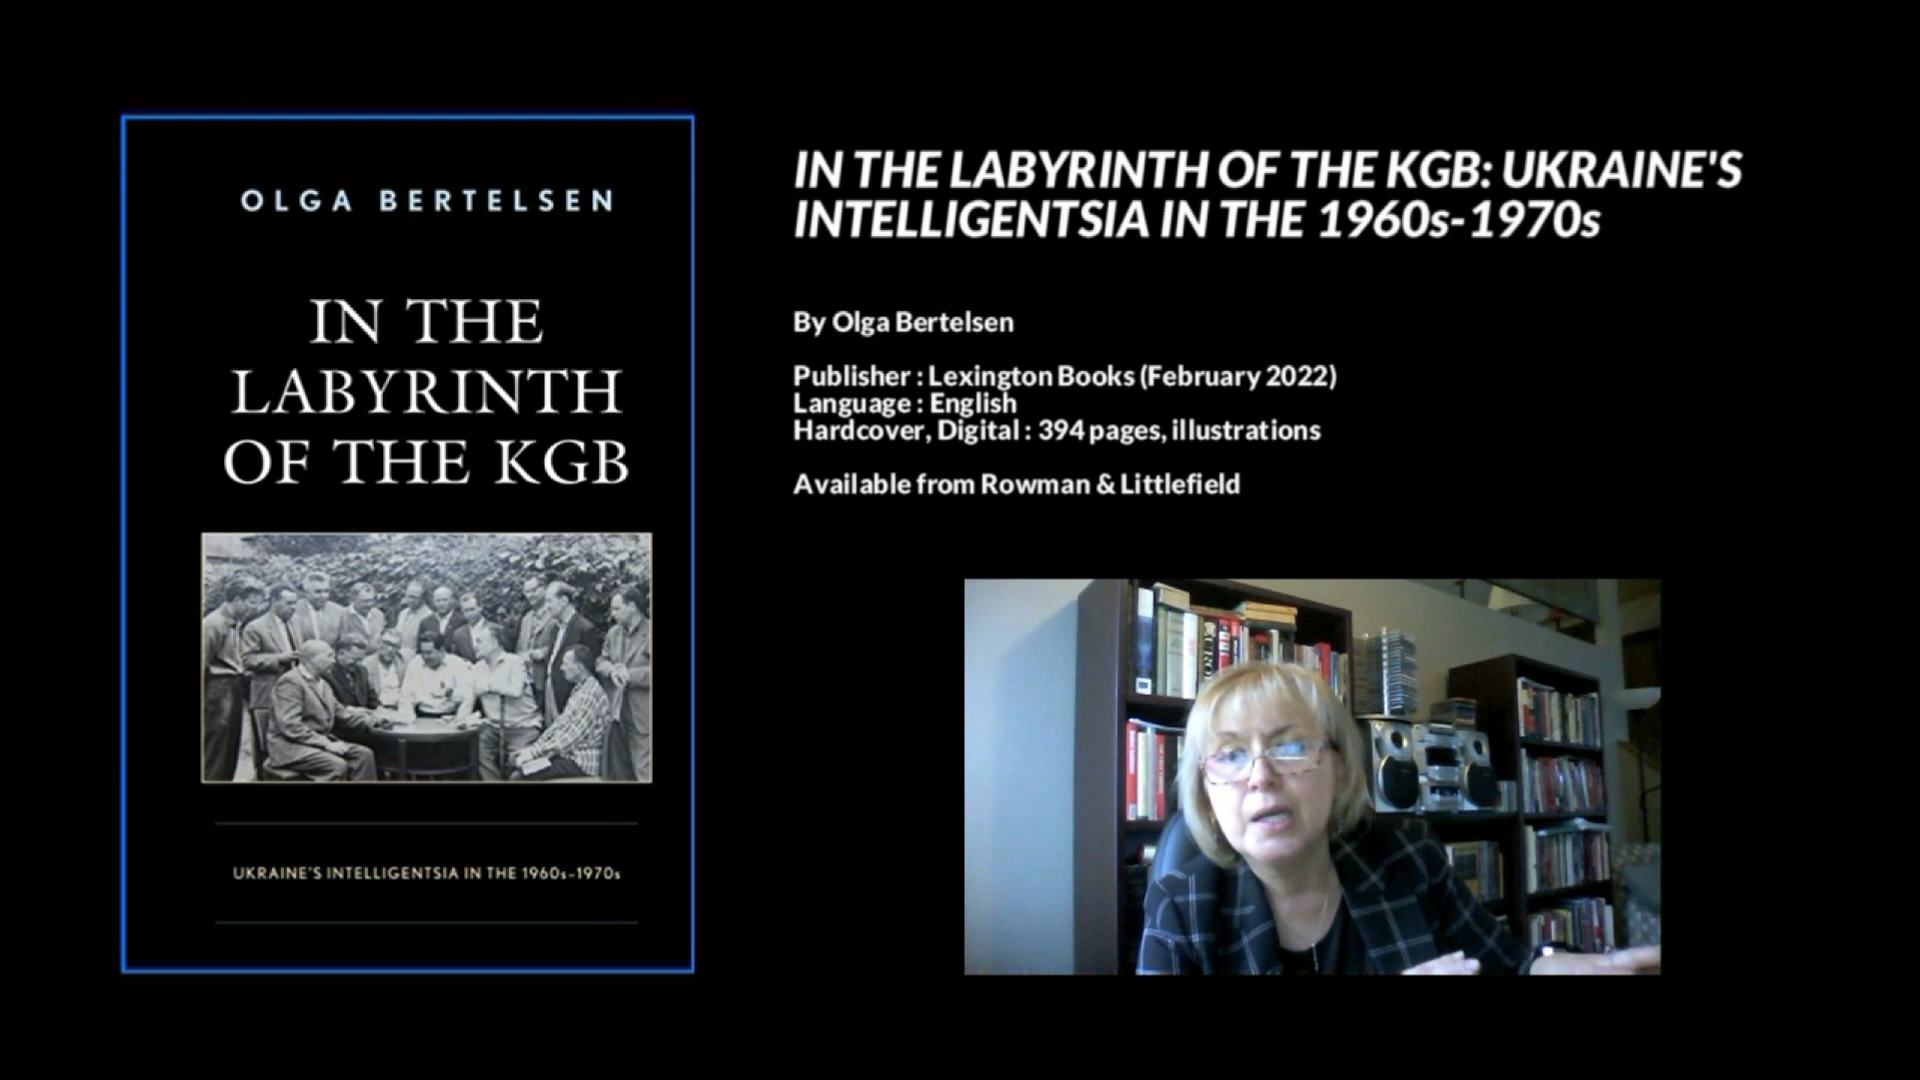 OLGA BERTELSEN
IN THE
LABYRINTH
OF THE KGB
UKRAINE'S INTELLIGENTSIA IN THE 1960s–1970s
IN THE LABYRINTH OF THE KGB: UKRAINE'S
INTELLIGENTSIA IN THE 1960s-1970s
By Olga Bertelsen
Publisher : Lexington Books (February 2022)
Language : English
Hardcover, Digital : 394 pages, illustrations
Available from Rowman & Littlefield